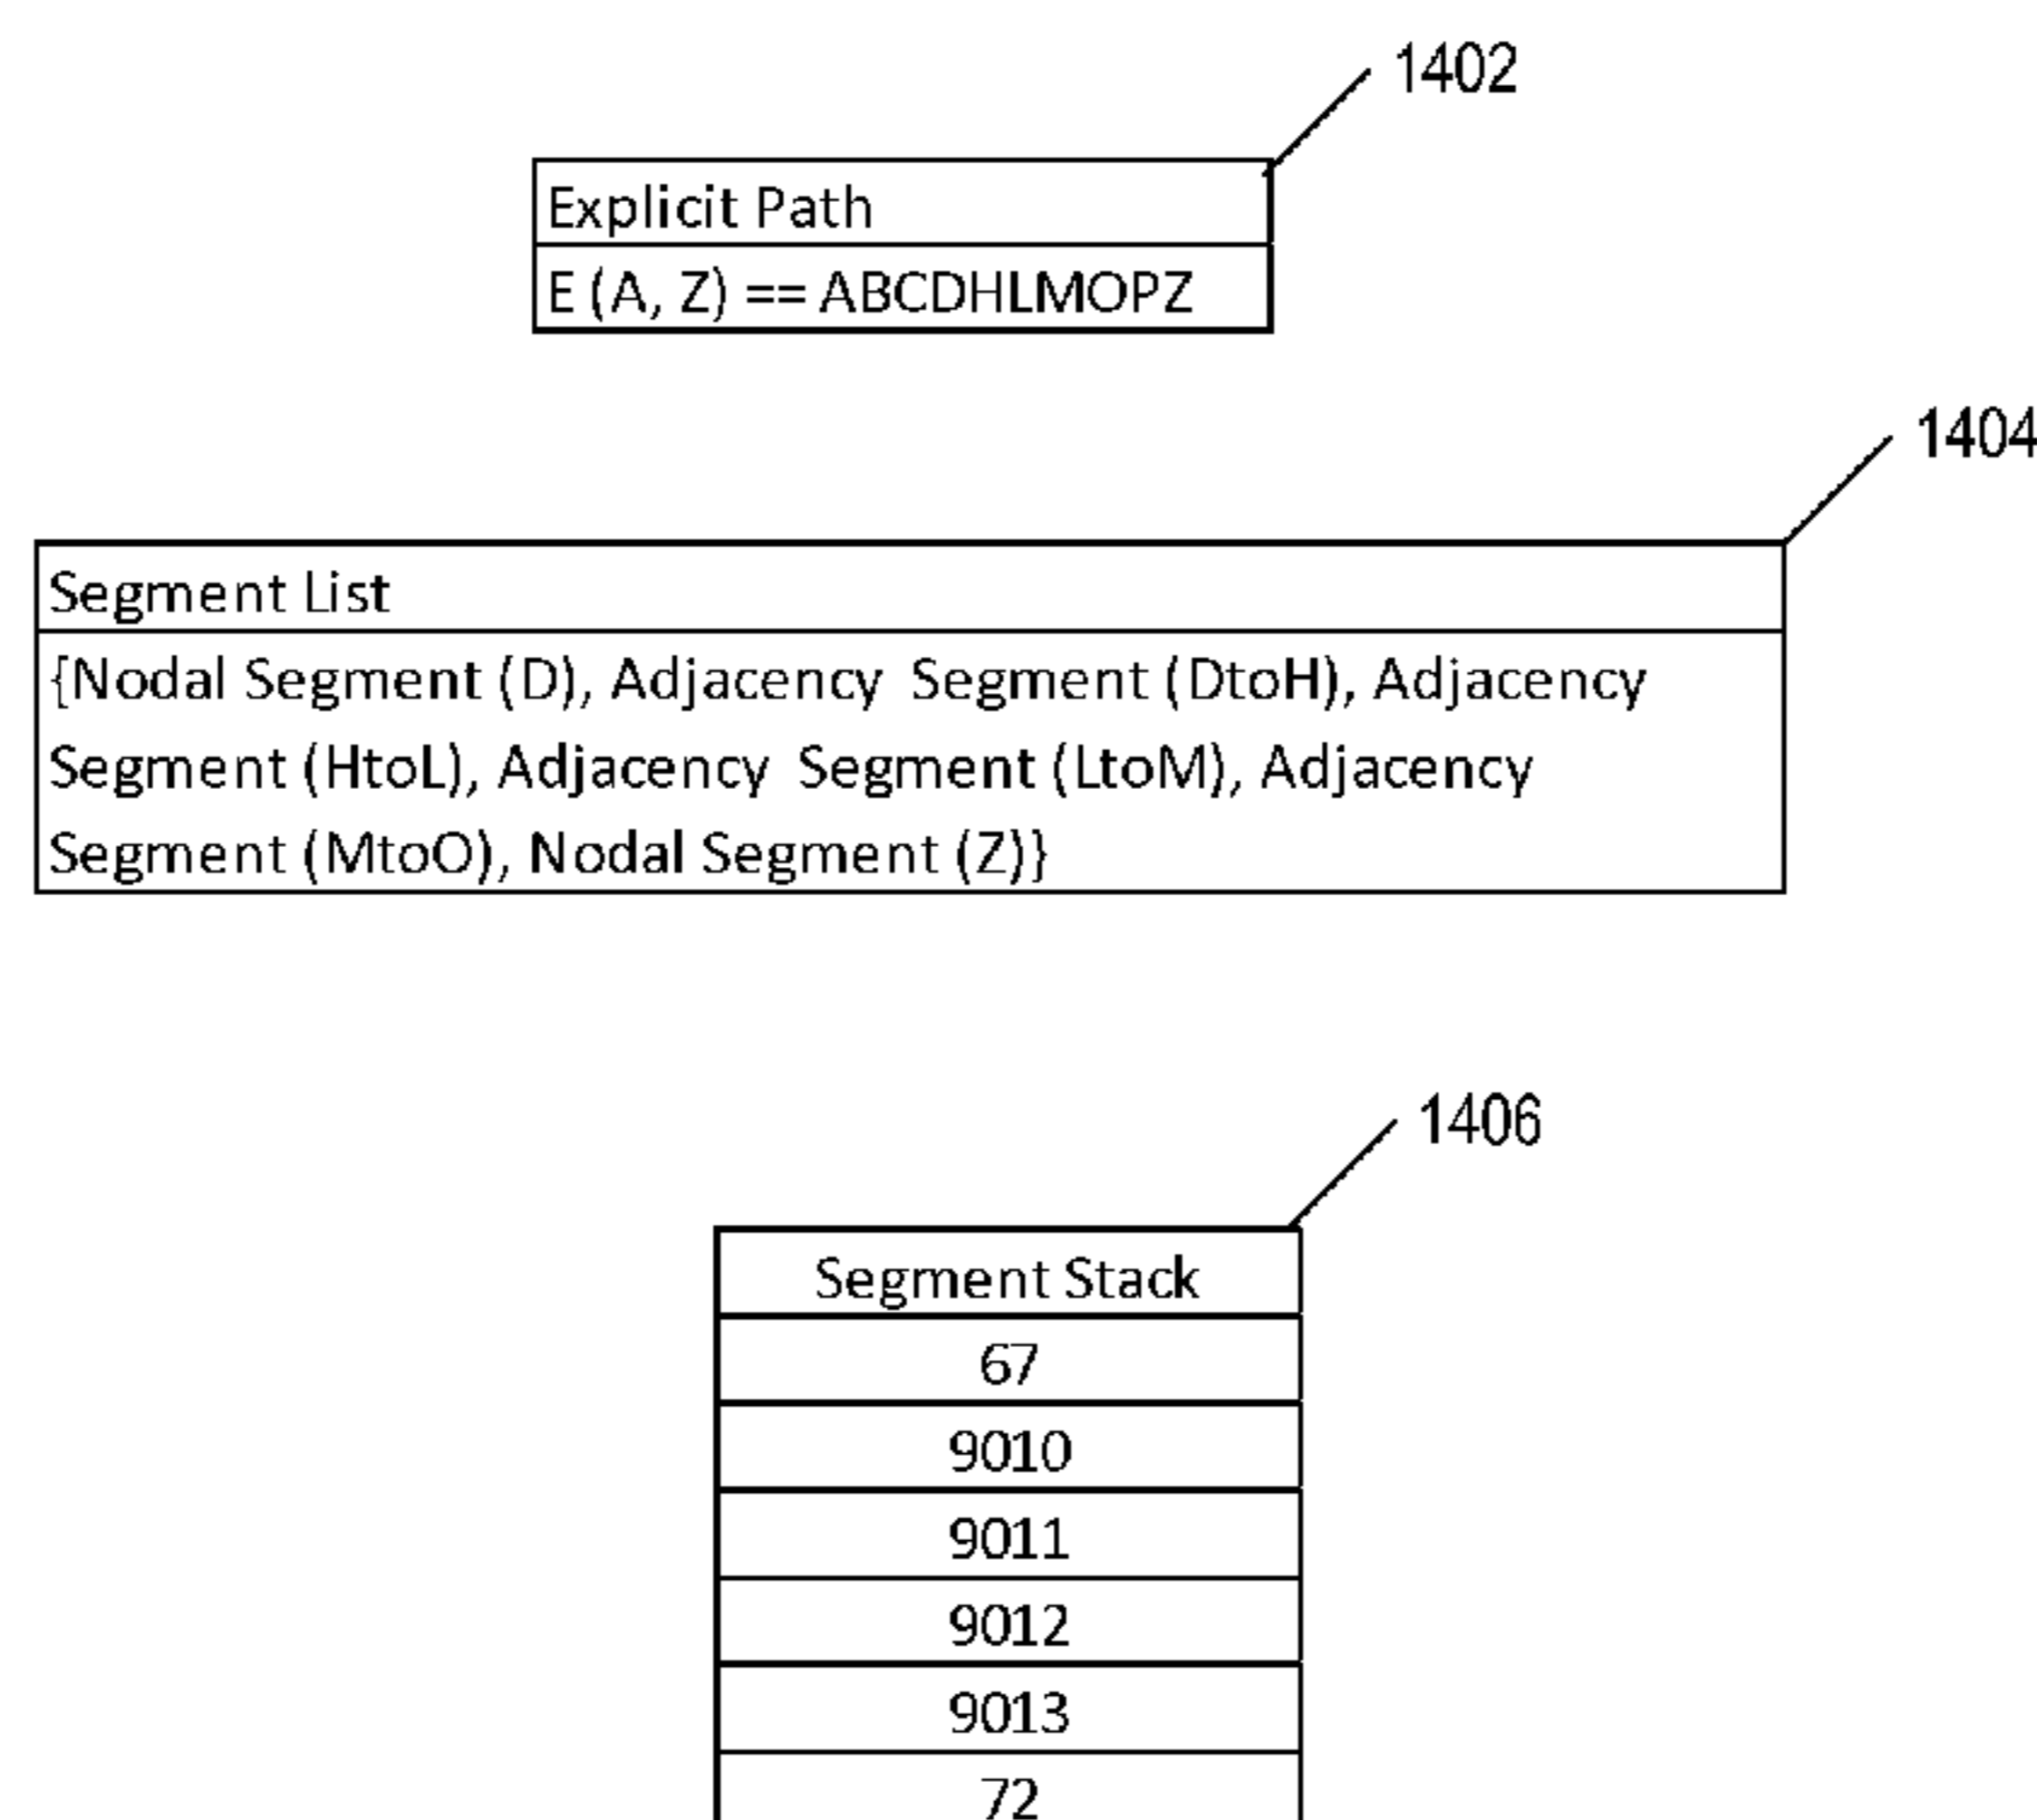 1402
Explicit Path
E (A, Z) == ABCDHLMOPZ
1404
Segment List
{Nodal Segment (D), Adjacency Segment (DtoH), Adjacency
Segment (HtoL), Adjacency Segment (LtoM), Adjacency
Segment (MtoO), Nodal Segment (Z)}
1406
Segment Stack
67
9010
9011
9012
9013
72